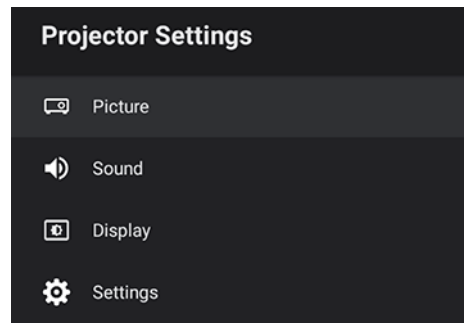 Projector Settings
Picture
Sound
Display
Settings